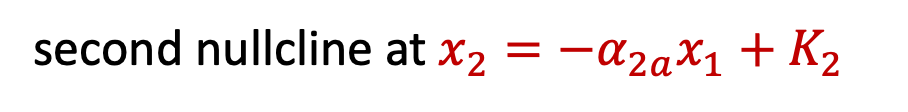 second nullcline at x₂ = −α₂ₐx₁ + K₂